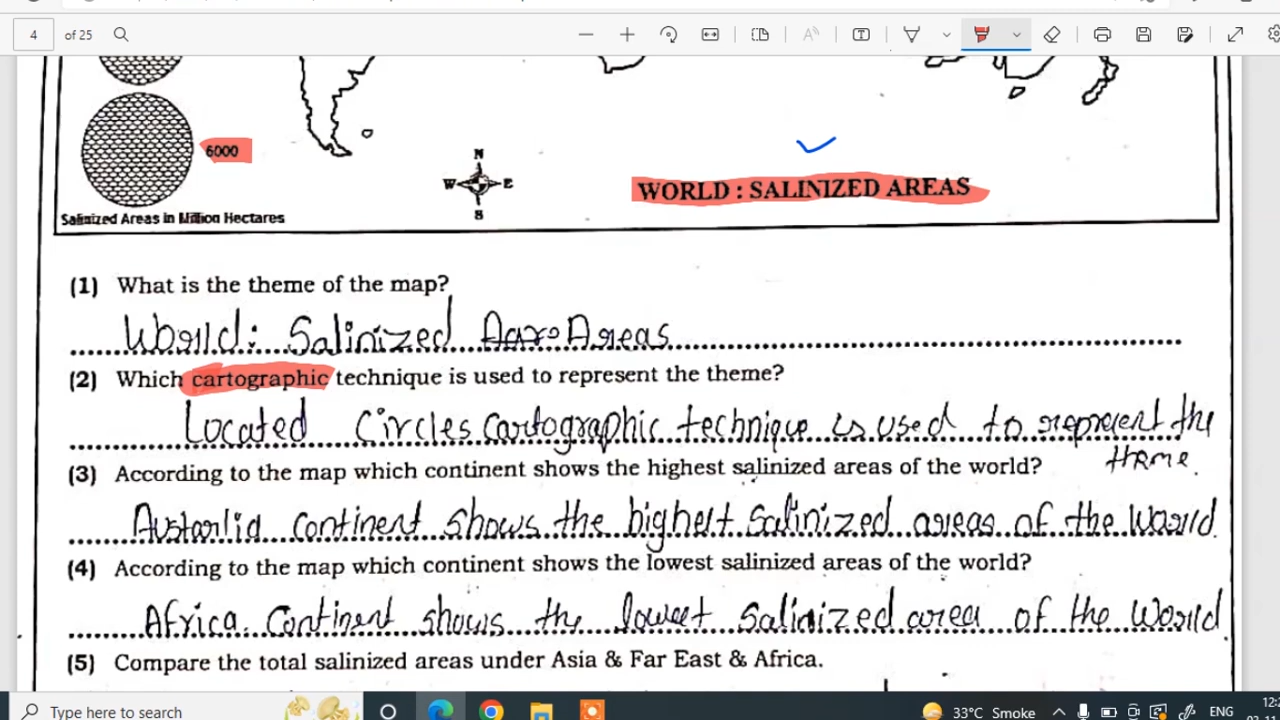 4 of 25
6000
N
W E
S
WORLD : SALINIZED AREAS
Salinized Areas in Million Hectares
(1) What is the theme of the map?
World: Salinized Areas
(2) Which cartographic technique is used to represent the theme?
Located Circles cartographic technique is used to represent the
theme.
(3) According to the map which continent shows the highest salinized areas of the world?
Austarlia continent shows the highest Salinized areas of the World.
(4) According to the map which continent shows the lowest salinized areas of the world?
Africa. Continent shows the lowest Salinized area of the World.
(5) Compare the total salinized areas under Asia & Far East & Africa.
Type here to search
33°C Smoke ENG